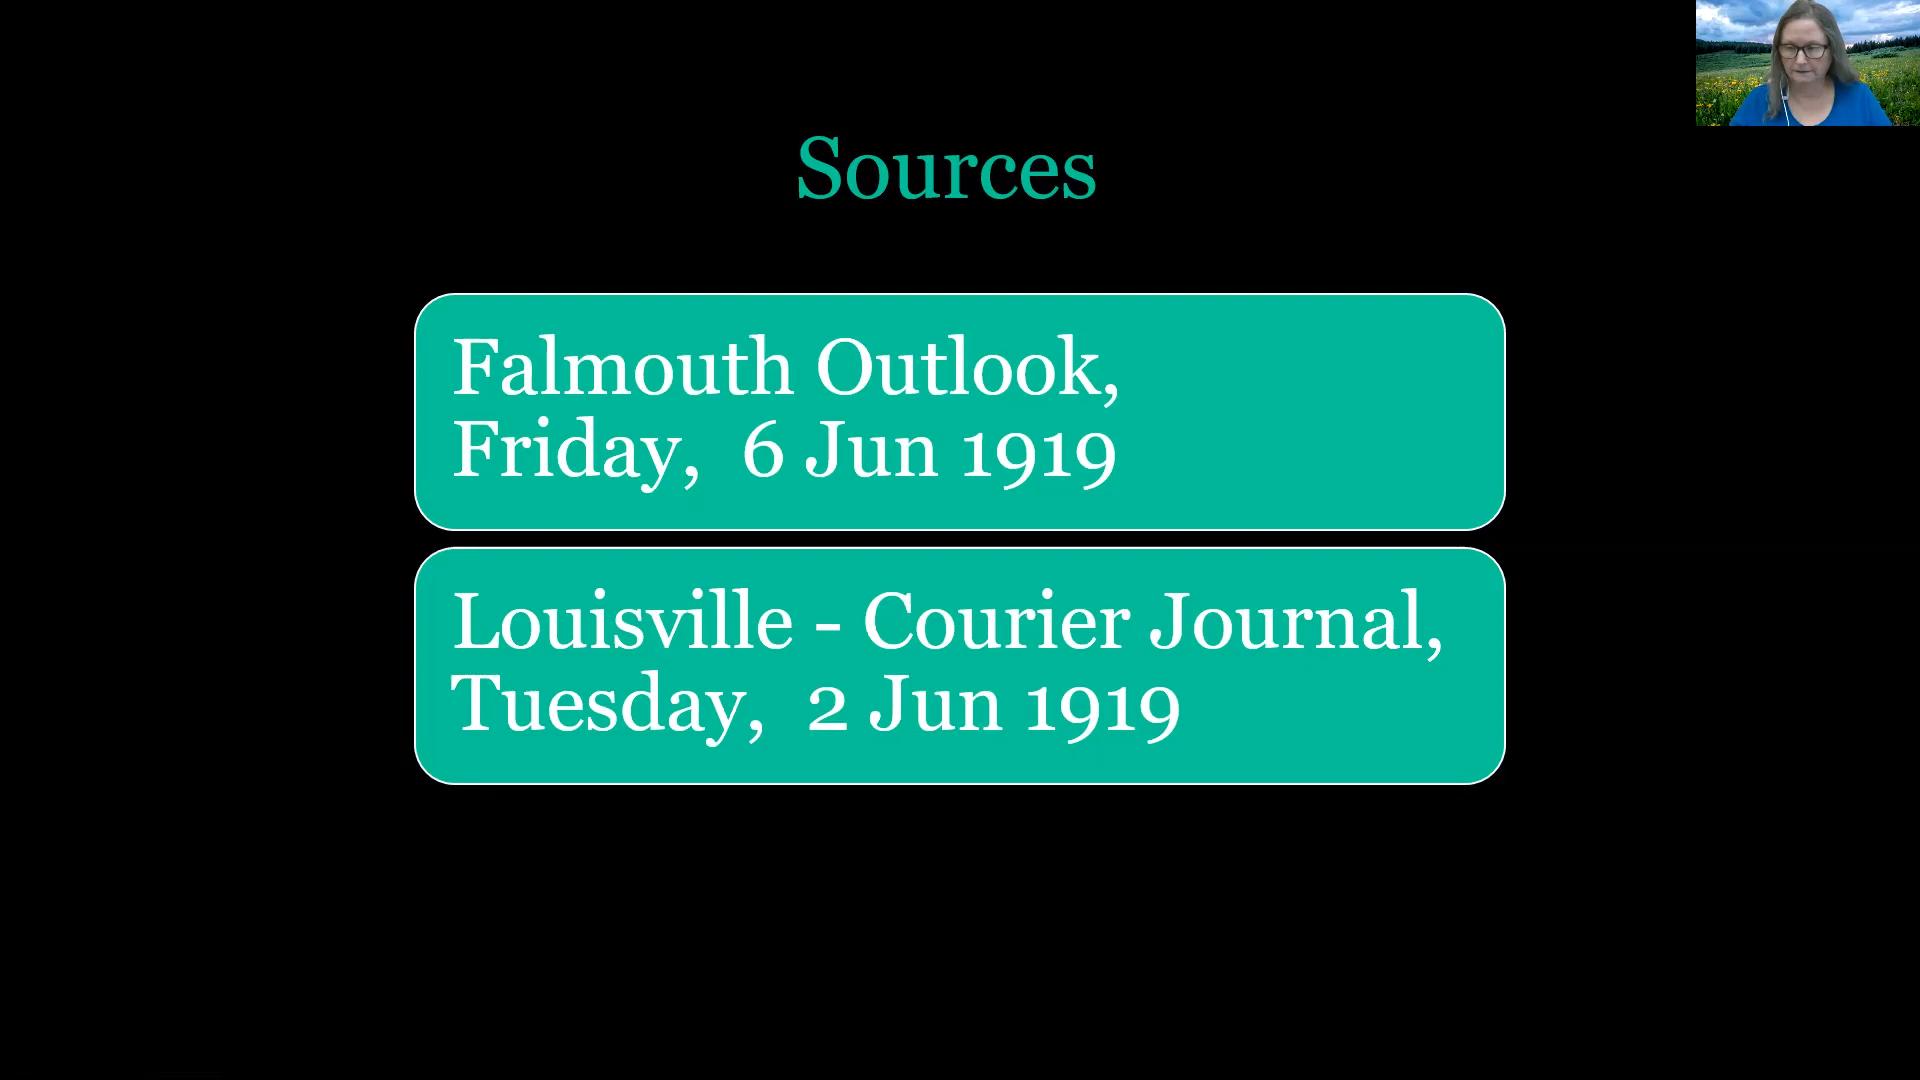 Sources
Falmouth Outlook,
Friday,  6 Jun 1919
Louisville - Courier Journal,
Tuesday,  2 Jun 1919